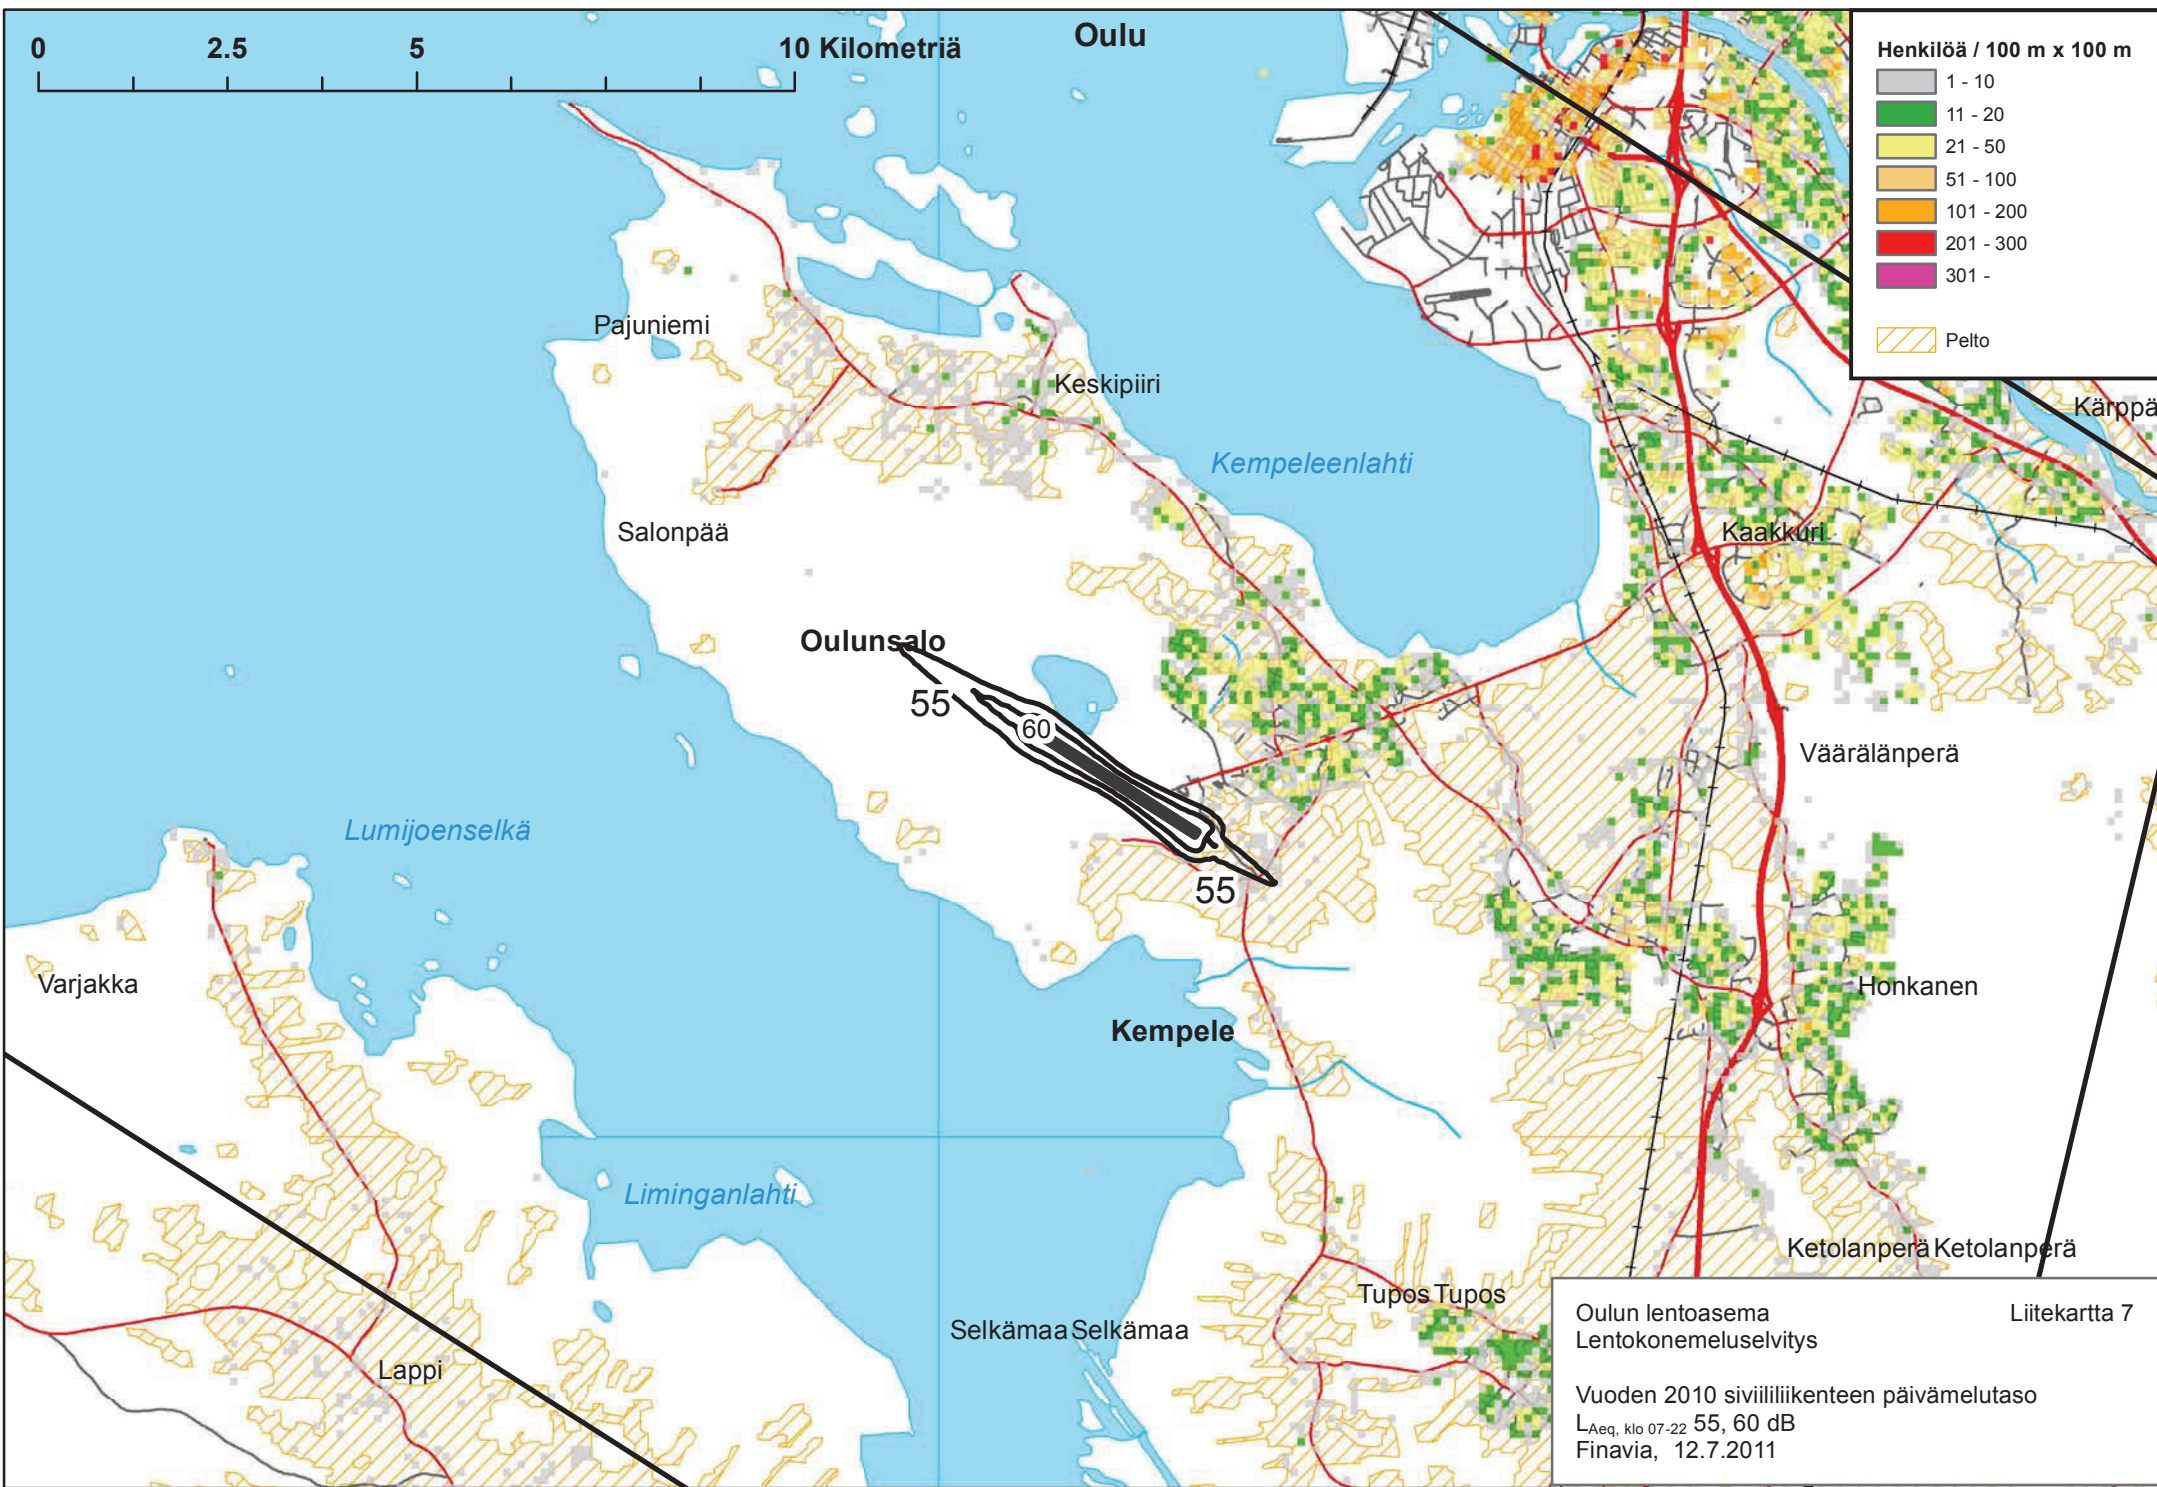 0 2.5 5 10 Kilometriä
Oulu
Henkilöä / 100 m x 100 m
1 - 10
11 - 20
21 - 50
51 - 100
101 - 200
201 - 300
301 -
Pelto
Pajuniemi
Keskipiiri
Kärppä
Kempeleenlahti
Salonpää
Kaakkuri
Oulunsalo
55
60
Väärälänperä
Lumijoenselkä
55
Varjakka
Honkanen
Kempele
Liminganlahti
Ketolanperä Ketolanperä
Tupos Tupos
Selkämaa Selkämaa
Lappi
Oulun lentoasema Liitekartta 7
Lentokonemeluselvitys
Vuoden 2010 siviililiikenteen päivämelutaso
LAeq, klo 07-22 55, 60 dB
Finavia, 12.7.2011